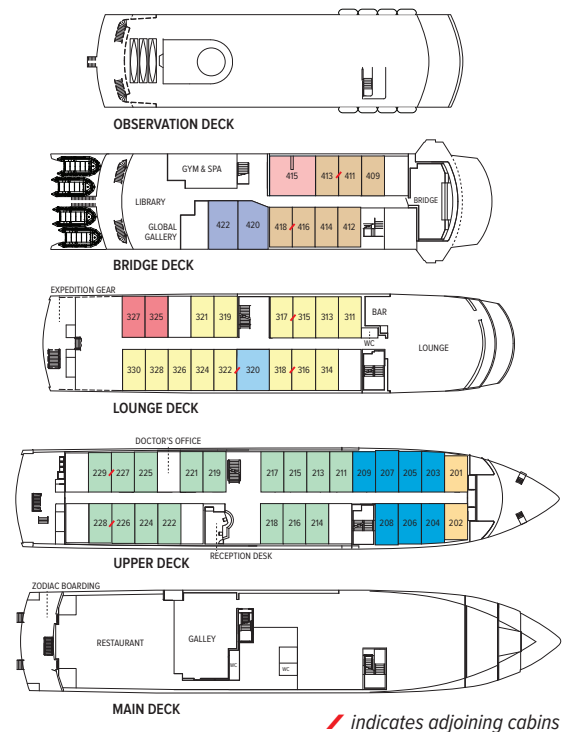 OBSERVATION DECK
GYM & SPA
415 413 411 409
LIBRARY
BRIDGE
GLOBAL
GALLERY
422 420 418 416 414 412
BRIDGE DECK
EXPEDITION GEAR
327 325 321 319 317 315 313 311
BAR
WC
LOUNGE
330 328 326 324 322 320 318 316 314
LOUNGE DECK
DOCTOR'S OFFICE
229 227 225 221 219 217 215 213 211 209 207 205 203 201
228 226 224 222 218 216 214 208 206 204 202
RECEPTION DESK
UPPER DECK
ZODIAC BOARDING
RESTAURANT
GALLEY
WC
WC
MAIN DECK
indicates adjoining cabins